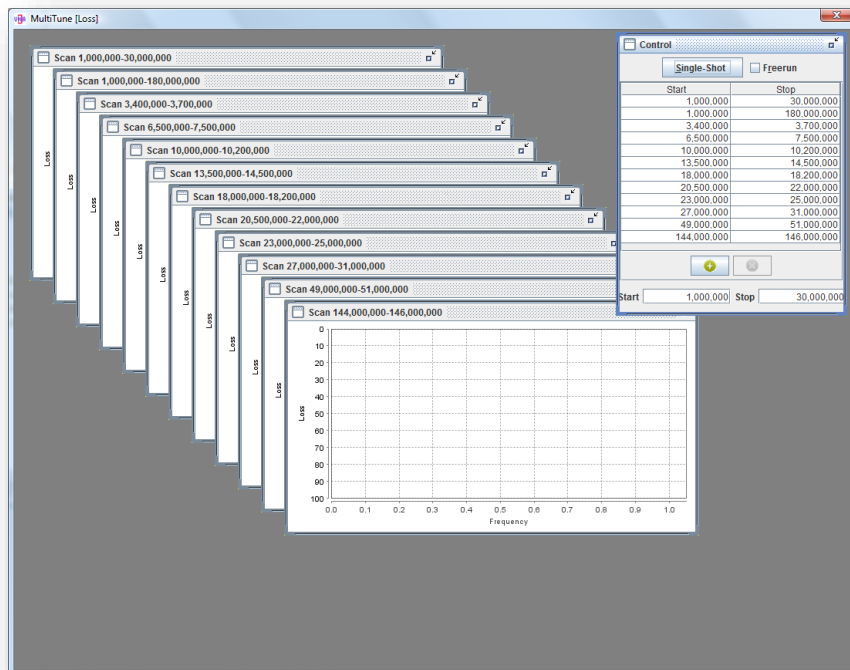 MultiTune [Loss]
Scan 1,000,000-30,000,000
Scan 1,000,000-180,000,000
Scan 3,400,000-3,700,000
Scan 6,500,000-7,500,000
Scan 10,000,000-10,200,000
Scan 13,500,000-14,500,000
Scan 18,000,000-18,200,000
Scan 20,500,000-22,000,000
Scan 23,000,000-25,000,000
Scan 27,000,000-31,000,000
Scan 49,000,000-51,000,000
Scan 144,000,000-146,000,000
Loss
Loss
Loss
Loss
Loss
Loss
Loss
Loss
Loss
Loss
Loss
Loss
0
10
20
30
40
50
60
70
80
90
100
0.0 0.1 0.2 0.3 0.4 0.5 0.6 0.7 0.8 0.9 1.0
Frequency
Control
Single-Shot Freerun
Start Stop
1,000,000 30,000,000
1,000,000 180,000,000
3,400,000 3,700,000
6,500,000 7,500,000
10,000,000 10,200,000
13,500,000 14,500,000
18,000,000 18,200,000
20,500,000 22,000,000
23,000,000 25,000,000
27,000,000 31,000,000
49,000,000 51,000,000
144,000,000 146,000,000
Start 1,000,000 Stop 30,000,000